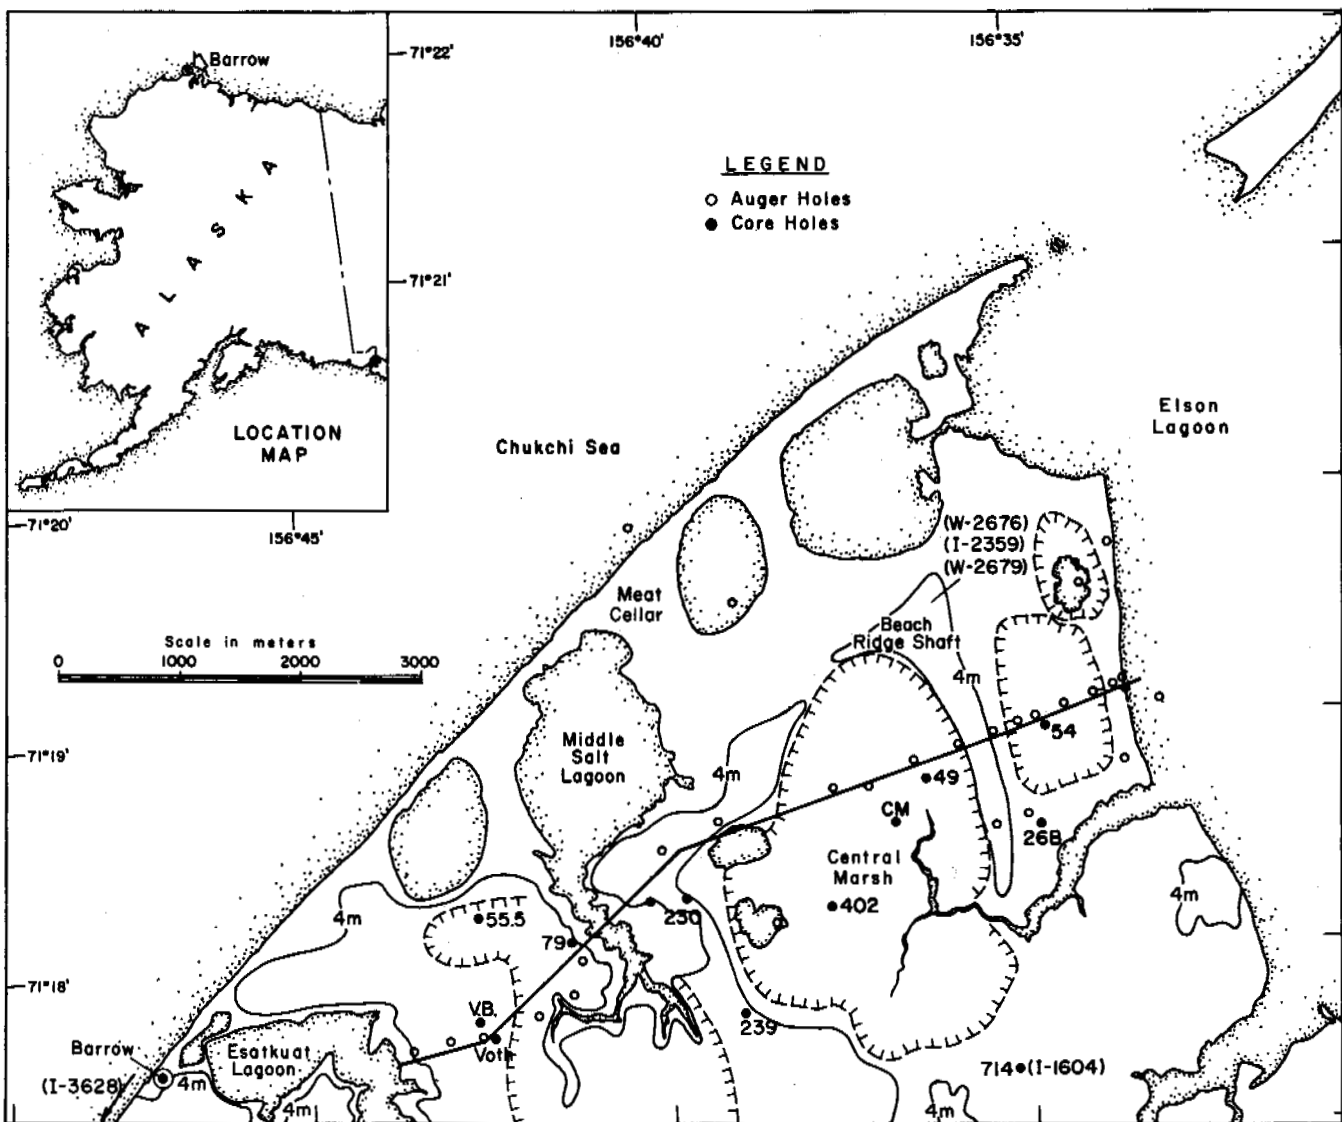 156°40'
156°35'
71°22'
Barrow
LEGEND
Auger Holes
Core Holes
ALASKA
71°21'
LOCATION
MAP
Chukchi Sea
Elson
Lagoon
71°20'
156°45'
(W-2676)
(I-2359)
(W-2679)
Meat
Cellar
Beach
Ridge Shaft
Scale in meters
0 1000 2000 3000
4m
Middle
Salt
Lagoon
54
71°19'
4m
49
CM
26B
Central
Marsh
4m
402
4m
55.5
230
79
71°18'
V.B.
239
Voth
Barrow
Esatkuat
Lagoon
714 (I-1604)
(I-3628)
4m
4m
4m